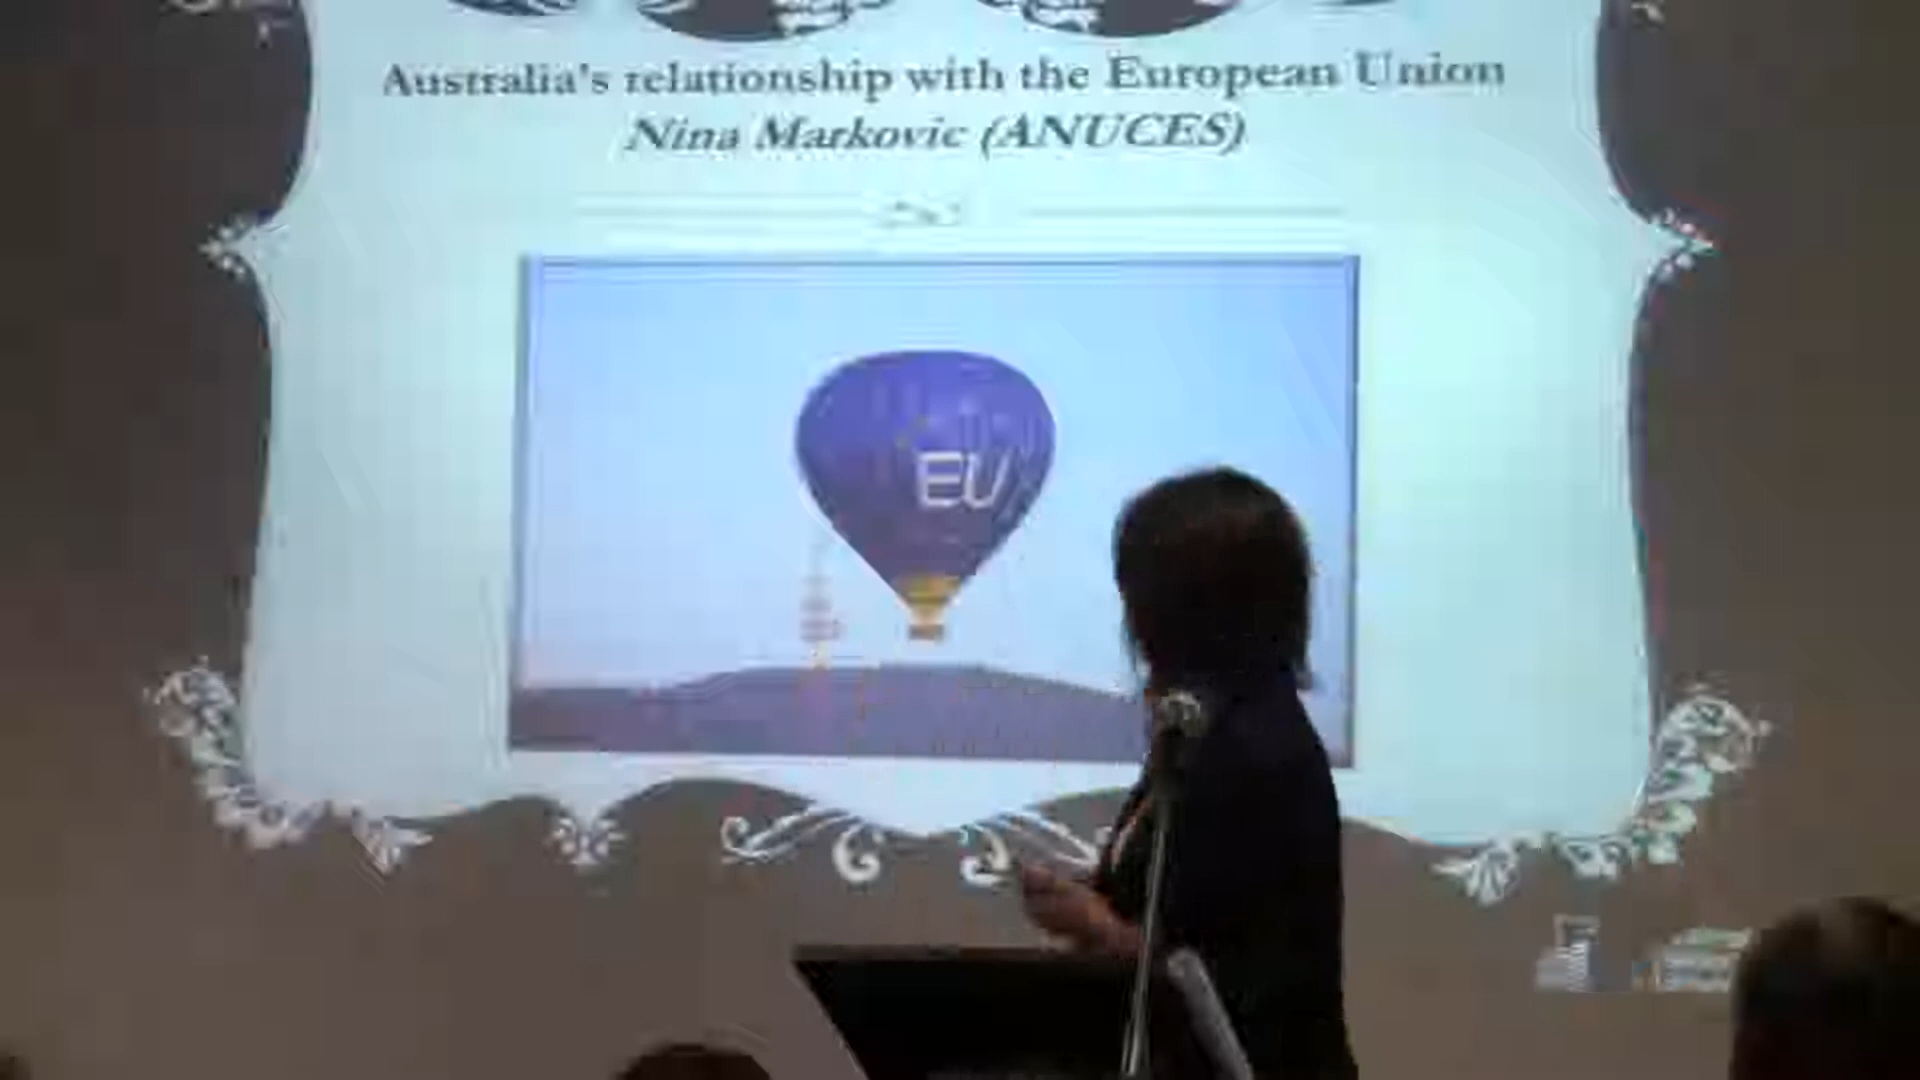 Australia's relationship with the European Union
Nina Markovic (ANUCES)
EU